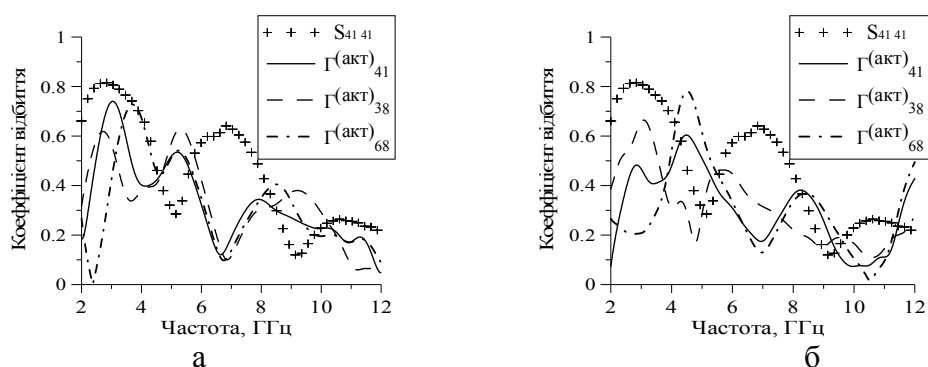 1
0.8
0.6
0.4
0.2
0
2 4 6 8 10 12
Коеффіцієнт відбиття
Частота, ГГц
+ + + S41 41
Г(акт)41
Г(акт)38
Г(акт)68
а
1
0.8
0.6
0.4
0.2
0
2 4 6 8 10 12
Коеффіцієнт відбиття
Частота, ГГц
+ + + S41 41
Г(акт)41
Г(акт)38
Г(акт)68
б